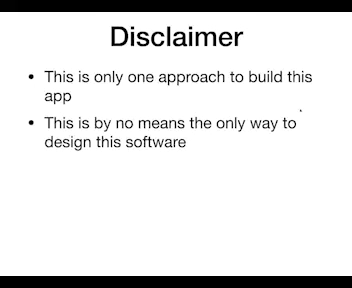 Disclaimer
• This is only one approach to build this
app
• This is by no means the only way to
design this software